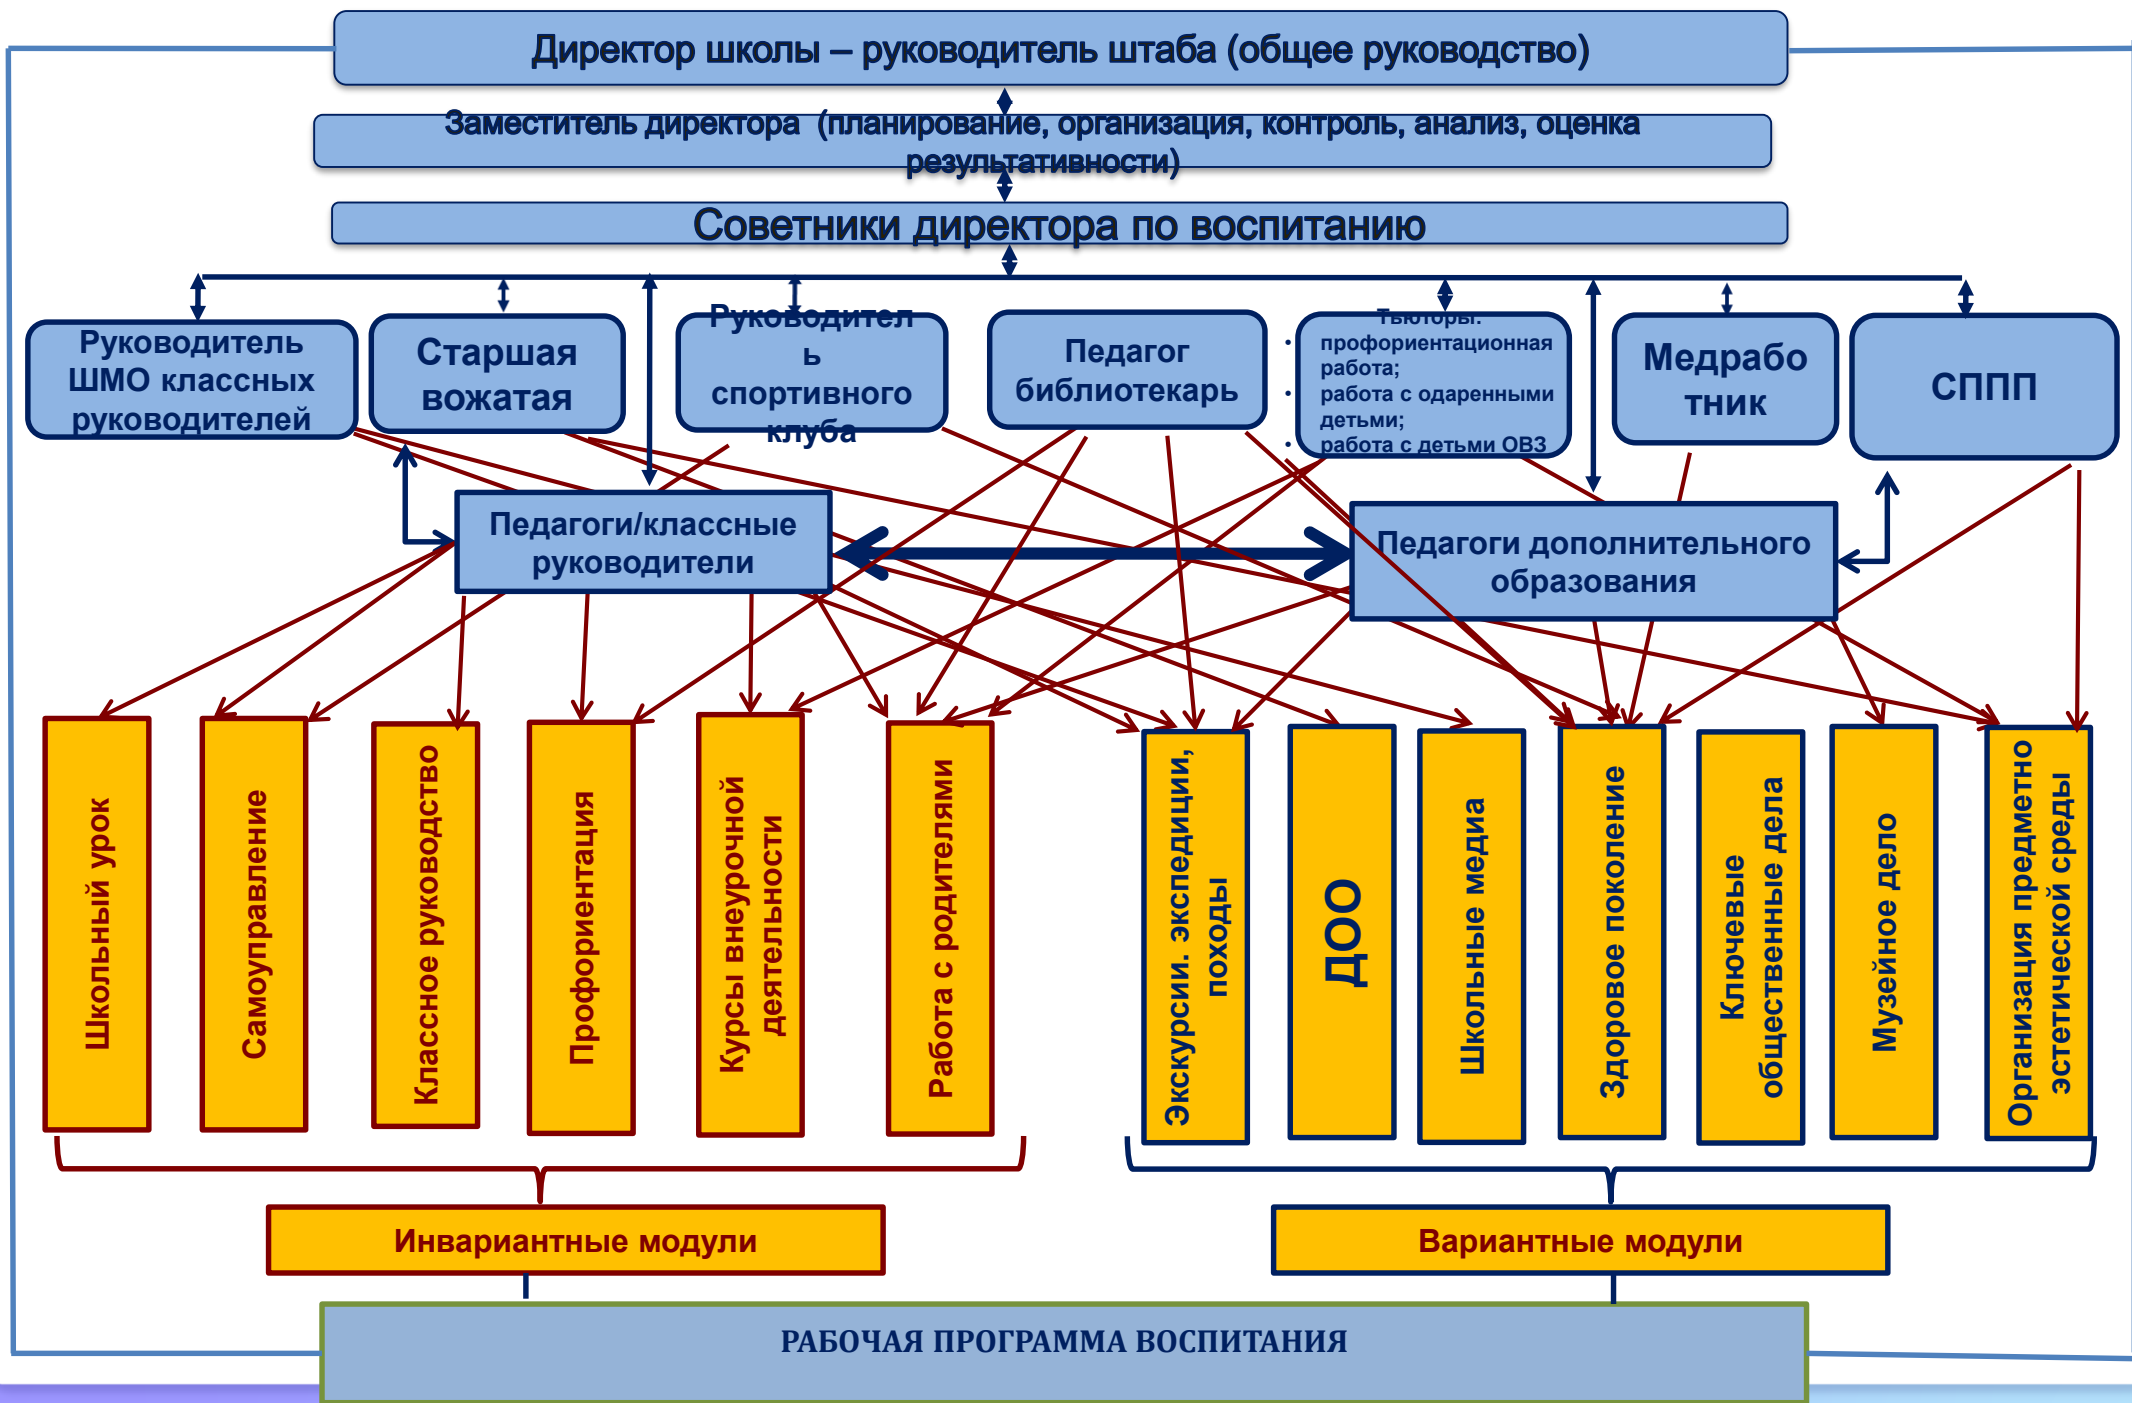 Директор школы – руководитель штаба (общее руководство)
Заместитель директора (планирование, организация, контроль, анализ, оценка
результативности)
Советники директора по воспитанию
Руководитель
ШМО классных
руководителей
Старшая
вожатая
Руководител
ь
спортивного
клуба
Педагог
библиотекарь
Тьюторы:
• профориентационная
работа;
• работа с одаренными
детьми;
• работа с детьми ОВЗ
Медрабо
тник
СППП
Педагоги/классные
руководители
Педагоги дополнительного
образования
Школьный урок
Самоуправление
Классное руководство
Профориентация
Курсы внеурочной
деятельности
Работа с родителями
Экскурсии. экспедиции,
походы
ДОО
Школьные медиа
Здоровое поколение
Ключевые
общественные дела
Музейное дело
Организация предметно
эстетической среды
Инвариантные модули
Вариантные модули
РАБОЧАЯ ПРОГРАММА ВОСПИТАНИЯ